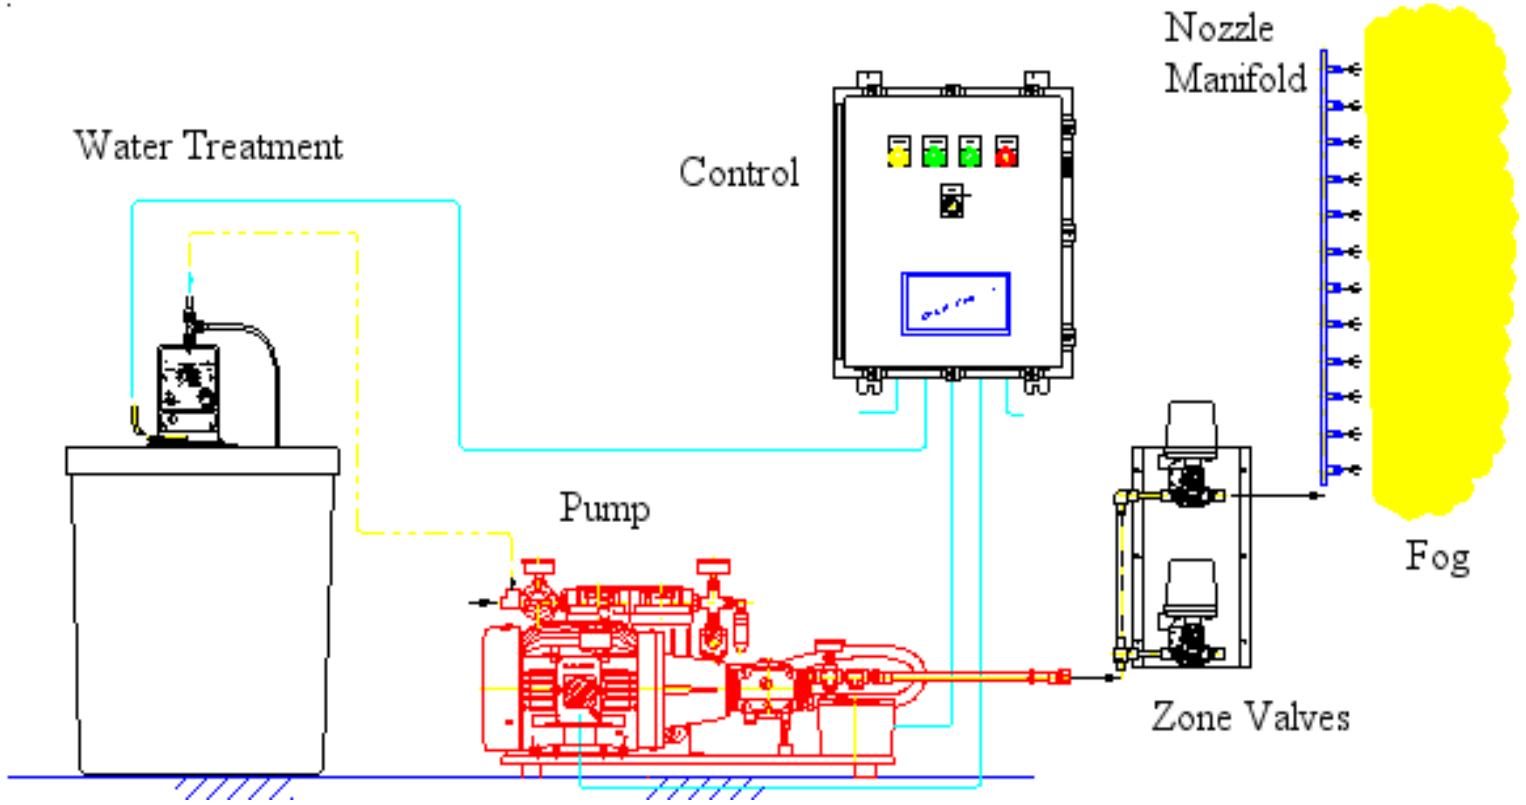 Nozzle
Manifold
Water Treatment
Control
Pump
Fog
Zone Valves